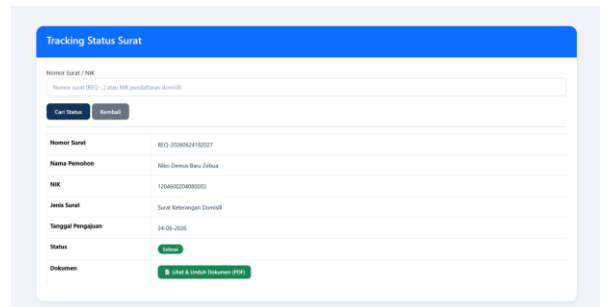 Tracking Status Surat
Nomor Surat / NIK
Nomor surat (REQ-...) atau NIK pendaftaran domisili
Cari Status Kembali
Nomor Surat REQ-20260624182027
Nama Pemohon Niko Demus Baru Zebua
NIK 1204600204080003
Jenis Surat Surat Keterangan Domisili
Tanggal Pengajuan 24-06-2026
Status Selesai
Dokumen Lihat & Unduh Dokumen (PDF)